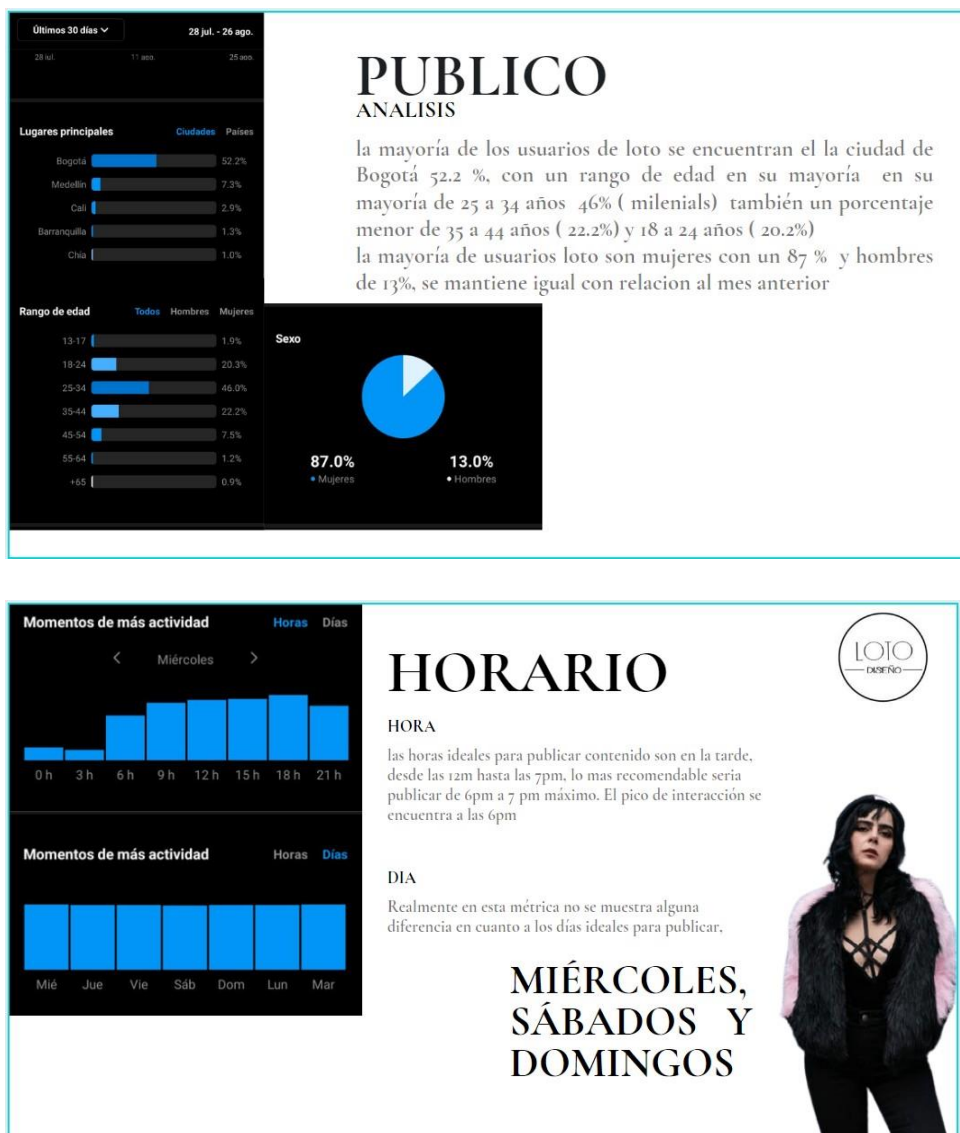 Últimos 30 días
28 jul. - 26 ago.
28 jul.
11 ago.
25 ago.
Lugares principales
Ciudades
Países
Bogotá 52.2%
Medellín 7.3%
Cali 2.9%
Barranquilla 1.3%
Chía 1.0%
Rango de edad
Todos
Hombres
Mujeres
13-17 1.9%
18-24 20.3%
25-34 46.0%
35-44 22.2%
45-54 7.5%
55-64 1.2%
+65 0.9%
Sexo
87.0%
Mujeres
13.0%
Hombres
PUBLICO
ANALISIS
la mayoría de los usuarios de loto se encuentran el la ciudad de
Bogotá 52.2 %, con un rango de edad en su mayoría en su
mayoría de 25 a 34 años 46% ( milenials) también un porcentaje
menor de 35 a 44 años ( 22.2%) y 18 a 24 años ( 20.2%)
la mayoría de usuarios loto son mujeres con un 87 % y hombres
de 13%, se mantiene igual con relacion al mes anterior
Momentos de más actividad
Horas
Días
Miércoles
0 h 3 h 6 h 9 h 12 h 15 h 18 h 21 h
Momentos de más actividad
Horas
Días
Mié Jue Vie Sáb Dom Lun Mar
HORARIO
LOTO
DISEÑO
HORA
las horas ideales para publicar contenido son en la tarde,
desde las 12m hasta las 7pm, lo mas recomendable seria
publicar de 6pm a 7 pm máximo. El pico de interacción se
encuentra a las 6pm
DIA
Realmente en esta métrica no se muestra alguna
diferencia en cuanto a los días ideales para publicar,
MIÉRCOLES,
SÁBADOS Y
DOMINGOS